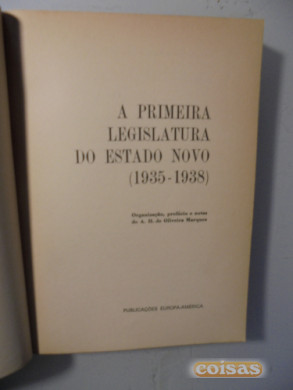 A PRIMEIRA
LEGISLATURA
DO ESTADO NOVO
(1935-1938)
Organização, prefácio e notas
de A. H. de Oliveira Marques
PUBLICAÇÕES EUROPA-AMÉRICA
coisas